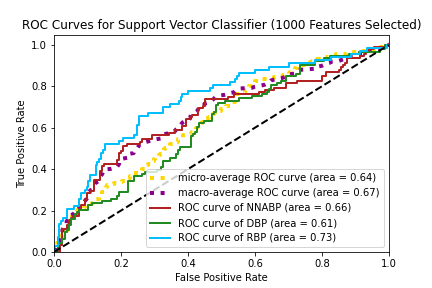 ROC Curves for Support Vector Classifier (1000 Features Selected)
1.0
0.8
0.6
0.4
0.2
0.0
True Positive Rate
micro-average ROC curve (area = 0.64)
macro-average ROC curve (area = 0.67)
ROC curve of NNABP (area = 0.66)
ROC curve of DBP (area = 0.61)
ROC curve of RBP (area = 0.73)
0.0 0.2 0.4 0.6 0.8 1.0
False Positive Rate